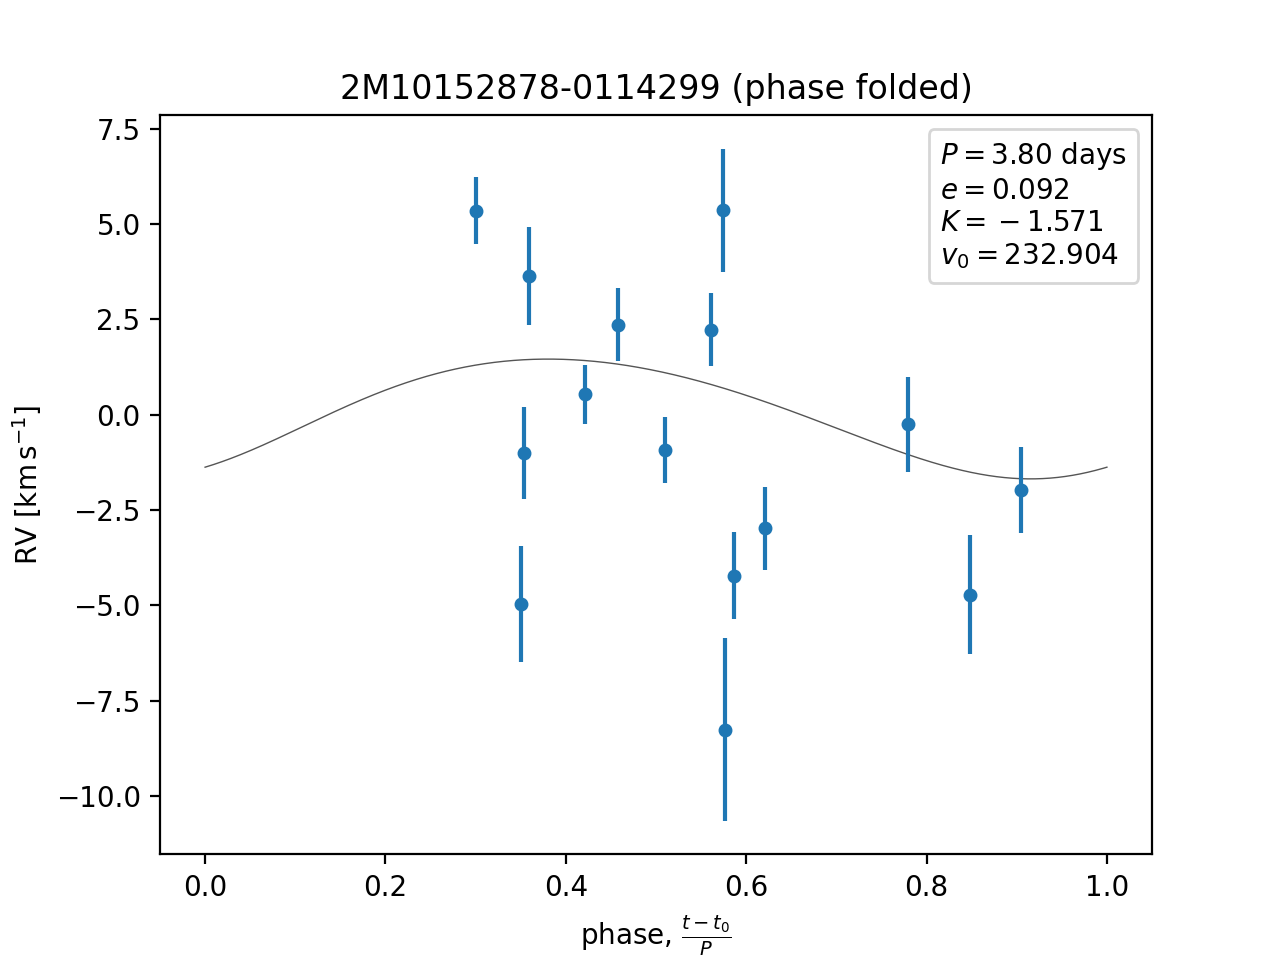 2M10152878-0114299 (phase folded)
P = 3.80 days
e = 0.092
K = −1.571
v₀ = 232.904
7.5
5.0
2.5
0.0
−2.5
−5.0
−7.5
−10.0
RV [km s⁻¹]
0.0 0.2 0.4 0.6 0.8 1.0
phase, (t − t₀)/P